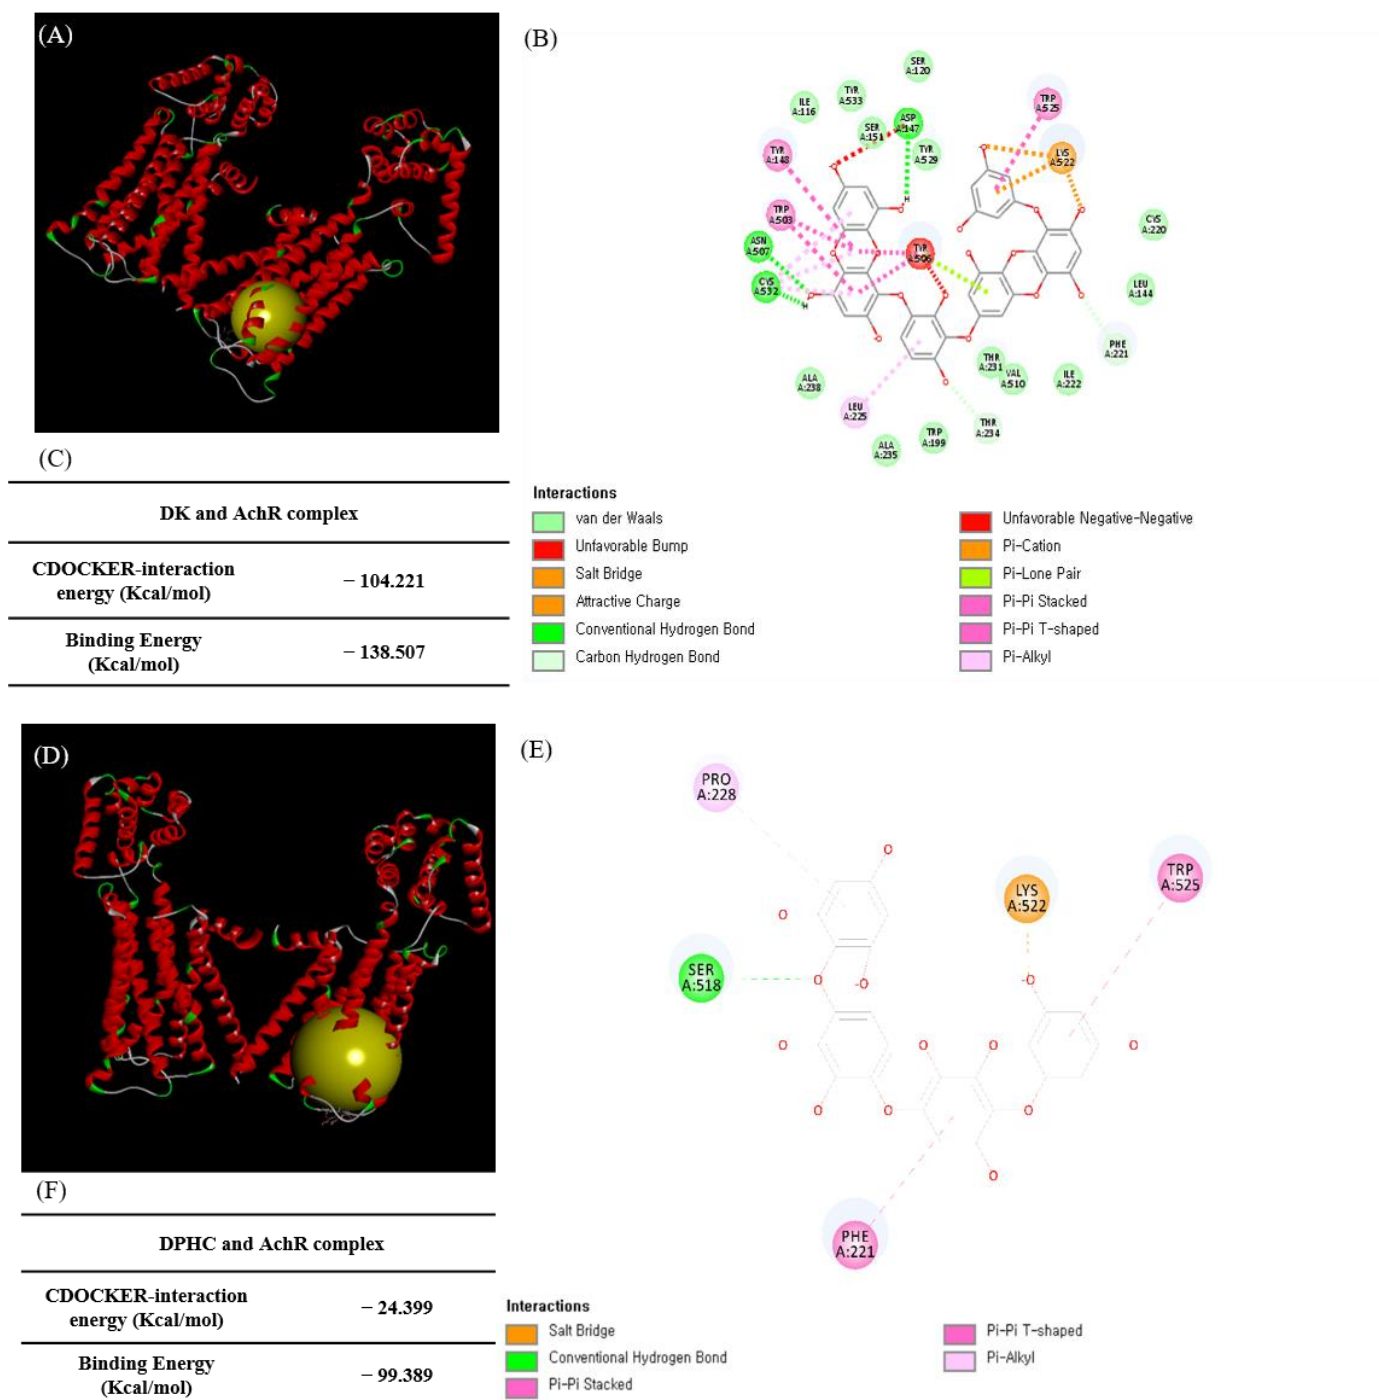 (A)
(B)
SER
A:120
TYR
A:533
ILE
A:116
TRP
A:525
ASP
A:147
SER
A:151
TYR
A:529
TYR
A:148
LYS
A:522
H
TRP
A:503
CYS
A:220
ASN
A:507
TYR
A:506
CYS
A:532
H
LEU
A:144
PHE
A:221
THR
A:231
VAL
A:510
ILE
A:222
ALA
A:238
LEU
A:225
THR
A:234
TRP
A:199
ALA
A:235
Interactions
van der Waals
Unfavorable Bump
Salt Bridge
Attractive Charge
Conventional Hydrogen Bond
Carbon Hydrogen Bond
Unfavorable Negative-Negative
Pi-Cation
Pi-Lone Pair
Pi-Pi Stacked
Pi-Pi T-shaped
Pi-Alkyl
(C)
DK and AchR complex
CDOCKER-interaction
energy (Kcal/mol)
− 104.221
Binding Energy
(Kcal/mol)
− 138.507
(D)
(E)
PRO
A:228
O
TRP
A:525
LYS
A:522
O
SER
A:518
O
-O
-O
O
O
O
O
O
O
O
O
PHE
A:221
Interactions
Salt Bridge
Conventional Hydrogen Bond
Pi-Pi Stacked
Pi-Pi T-shaped
Pi-Alkyl
(F)
DPHC and AchR complex
CDOCKER-interaction
energy (Kcal/mol)
− 24.399
Binding Energy
(Kcal/mol)
− 99.389